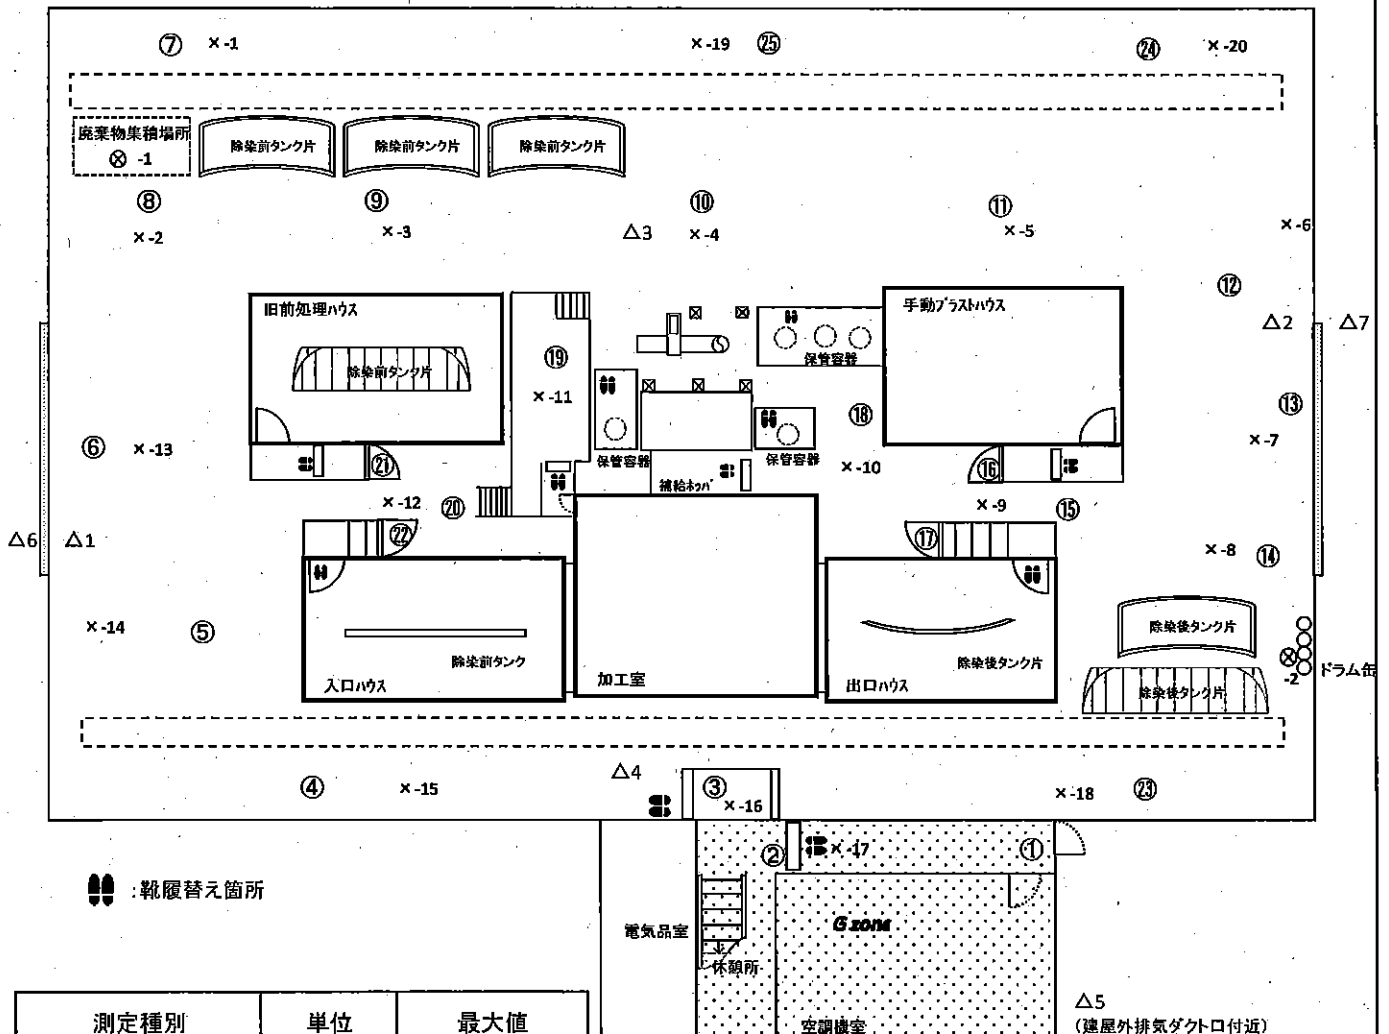 ⑦ ×-1 ×-19 ㉕ ㉔ ×-20
廃棄物集積場所
⊗ -1
除染前タンク片 除染前タンク片 除染前タンク片
⑧ ⑨ ⑩ ⑪
×-2 ×-3 △3 ×-4 ×-5 ×-6
⑫
旧前処理ハウス
除染前タンク片
⑲
×-11
保管容器
手動ブラストハウス
△2 △7
⑬
⑱
⑥ ×-13
保管容器 保管容器
×-7
㉑
補給ホッパ
×-10
⑯
×-12 ⑳
×-9 ⑮
△6 △1
㉒
⑰
×-8 ⑭
×-14 ⑤
除染前タンク
入口ハウス
加工室
除染後タンク片
出口ハウス
除染後タンク片
⊗
-2
ドラム缶
除染後タンク片
④ ×-15 △4 ③ ×-16 ×-18 ㉓
② ×-17 ①
:靴履替え箇所
電気品室
G zone
休憩所
空調機室
△5
(建屋外排気ダクト口付近)
測定種別 単位 最大値